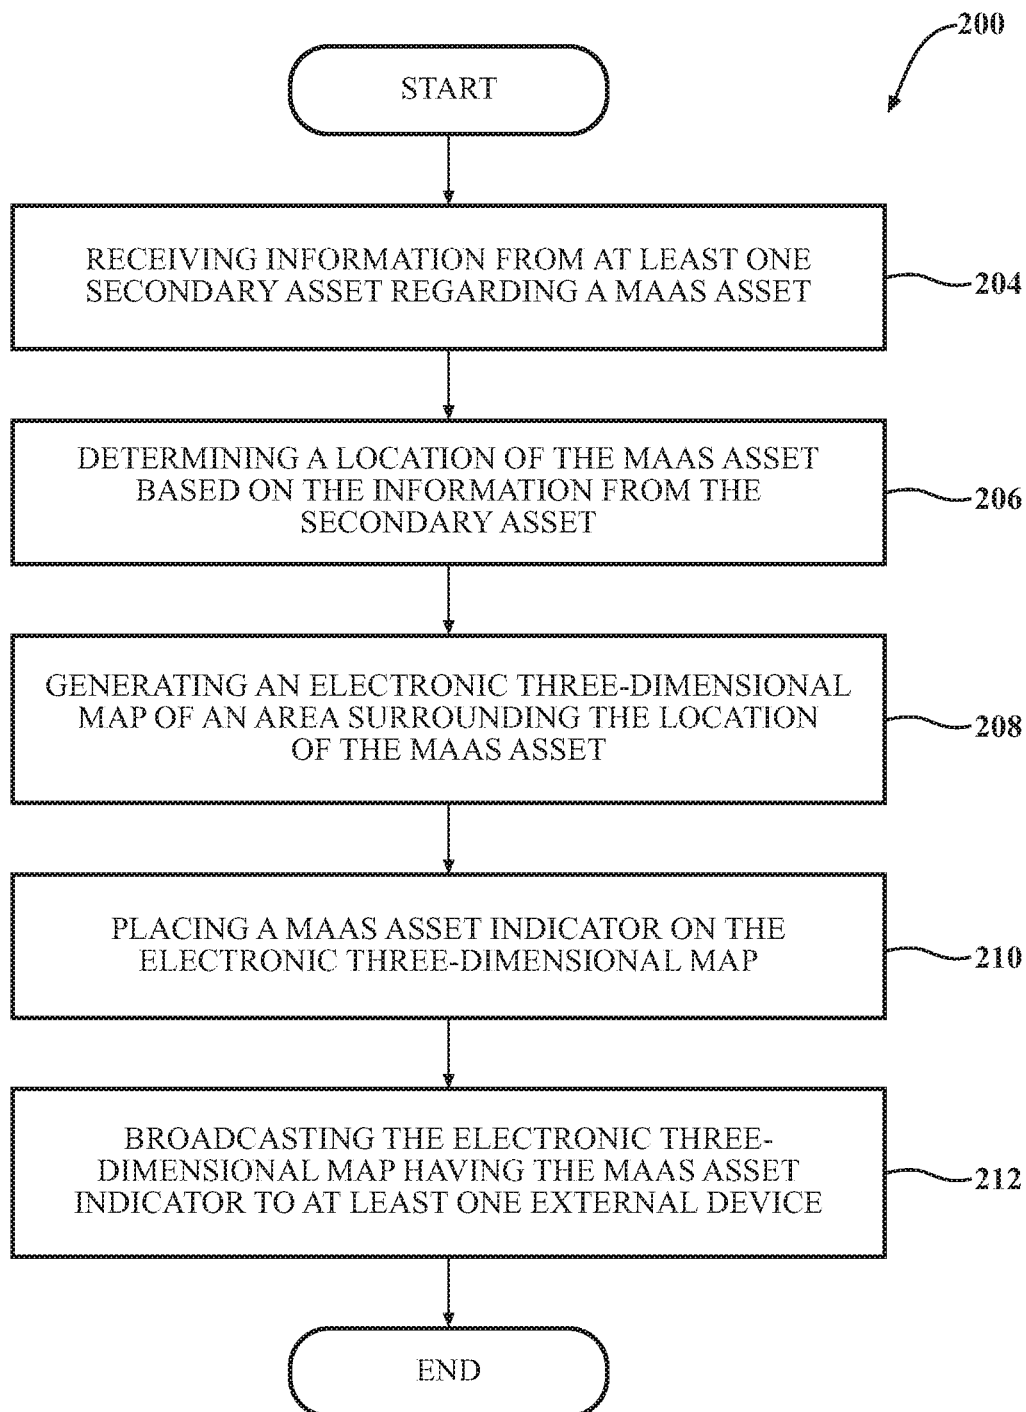 200
START
RECEIVING INFORMATION FROM AT LEAST ONE
SECONDARY ASSET REGARDING A MAAS ASSET
204
DETERMINING A LOCATION OF THE MAAS ASSET
BASED ON THE INFORMATION FROM THE
SECONDARY ASSET
206
GENERATING AN ELECTRONIC THREE-DIMENSIONAL
MAP OF AN AREA SURROUNDING THE LOCATION
OF THE MAAS ASSET
208
PLACING A MAAS ASSET INDICATOR ON THE
ELECTRONIC THREE-DIMENSIONAL MAP
210
BROADCASTING THE ELECTRONIC THREE-
DIMENSIONAL MAP HAVING THE MAAS ASSET
INDICATOR TO AT LEAST ONE EXTERNAL DEVICE
212
END